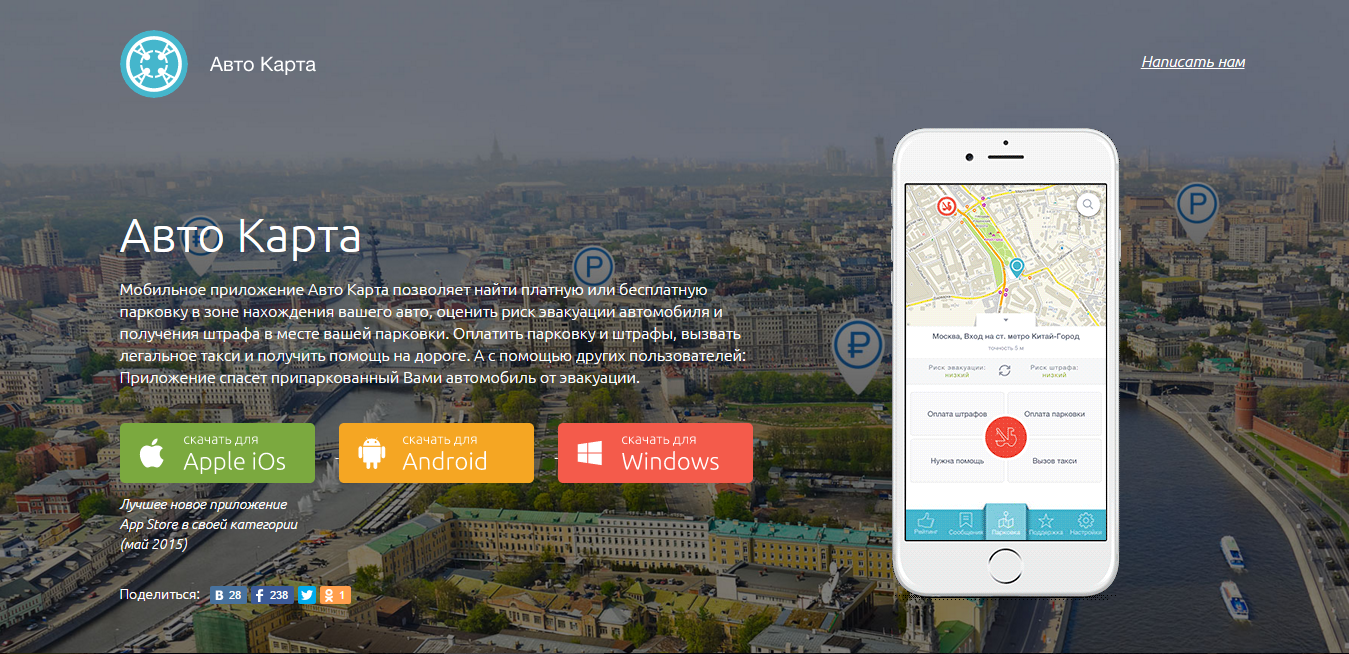 Авто Карта
Написать нам
Авто Карта
Мобильное приложение Авто Карта позволяет найти платную или бесплатную
парковку в зоне нахождения вашего авто, оценить риск эвакуации автомобиля и
получения штрафа в месте вашей парковки. Оплатить парковку и штрафы, вызвать
легальное такси и получить помощь на дороге. А с помощью других пользователей:
Приложение спасет припаркованный Вами автомобиль от эвакуации.
скачать для
Apple iOs
скачать для
Android
скачать для
Windows
Лучшее новое приложение
App Store в своей категории
(май 2015)
Поделиться: 28 238 1
P
P
₽
Москва, Вход на ст. метро Китай-Город
точность 5 м
Риск эвакуации: Риск штрафа:
низкий низкий
Оплата штрафов Оплата парковки
Нужна помощь Вызов такси
Рейтинг Сообщения Парковка Поддержка Настройки